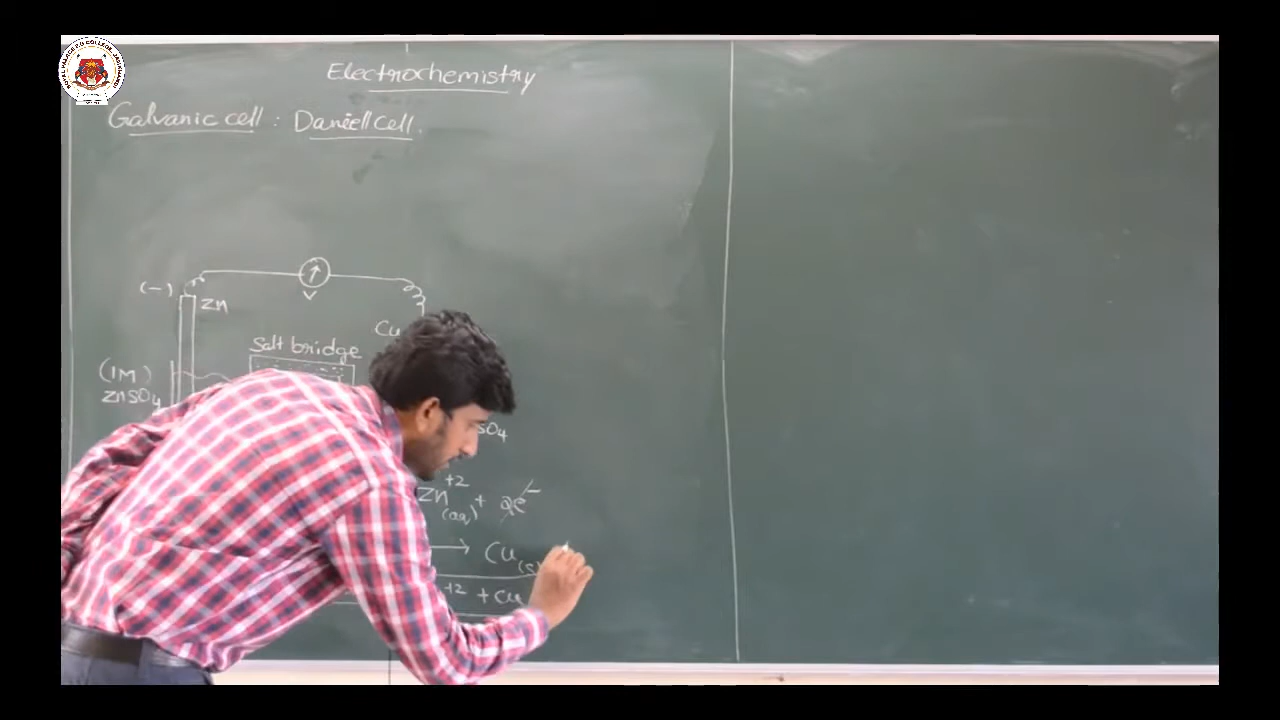 Electrochemistry
Galvanic cell : Daniell Cell.
(-)
Zn
V
Cu
Salt bridge
(1M)
ZnSO4
SO4
Zn+2(aq) + 2e-
→ Cu(s)
+2 + Cu